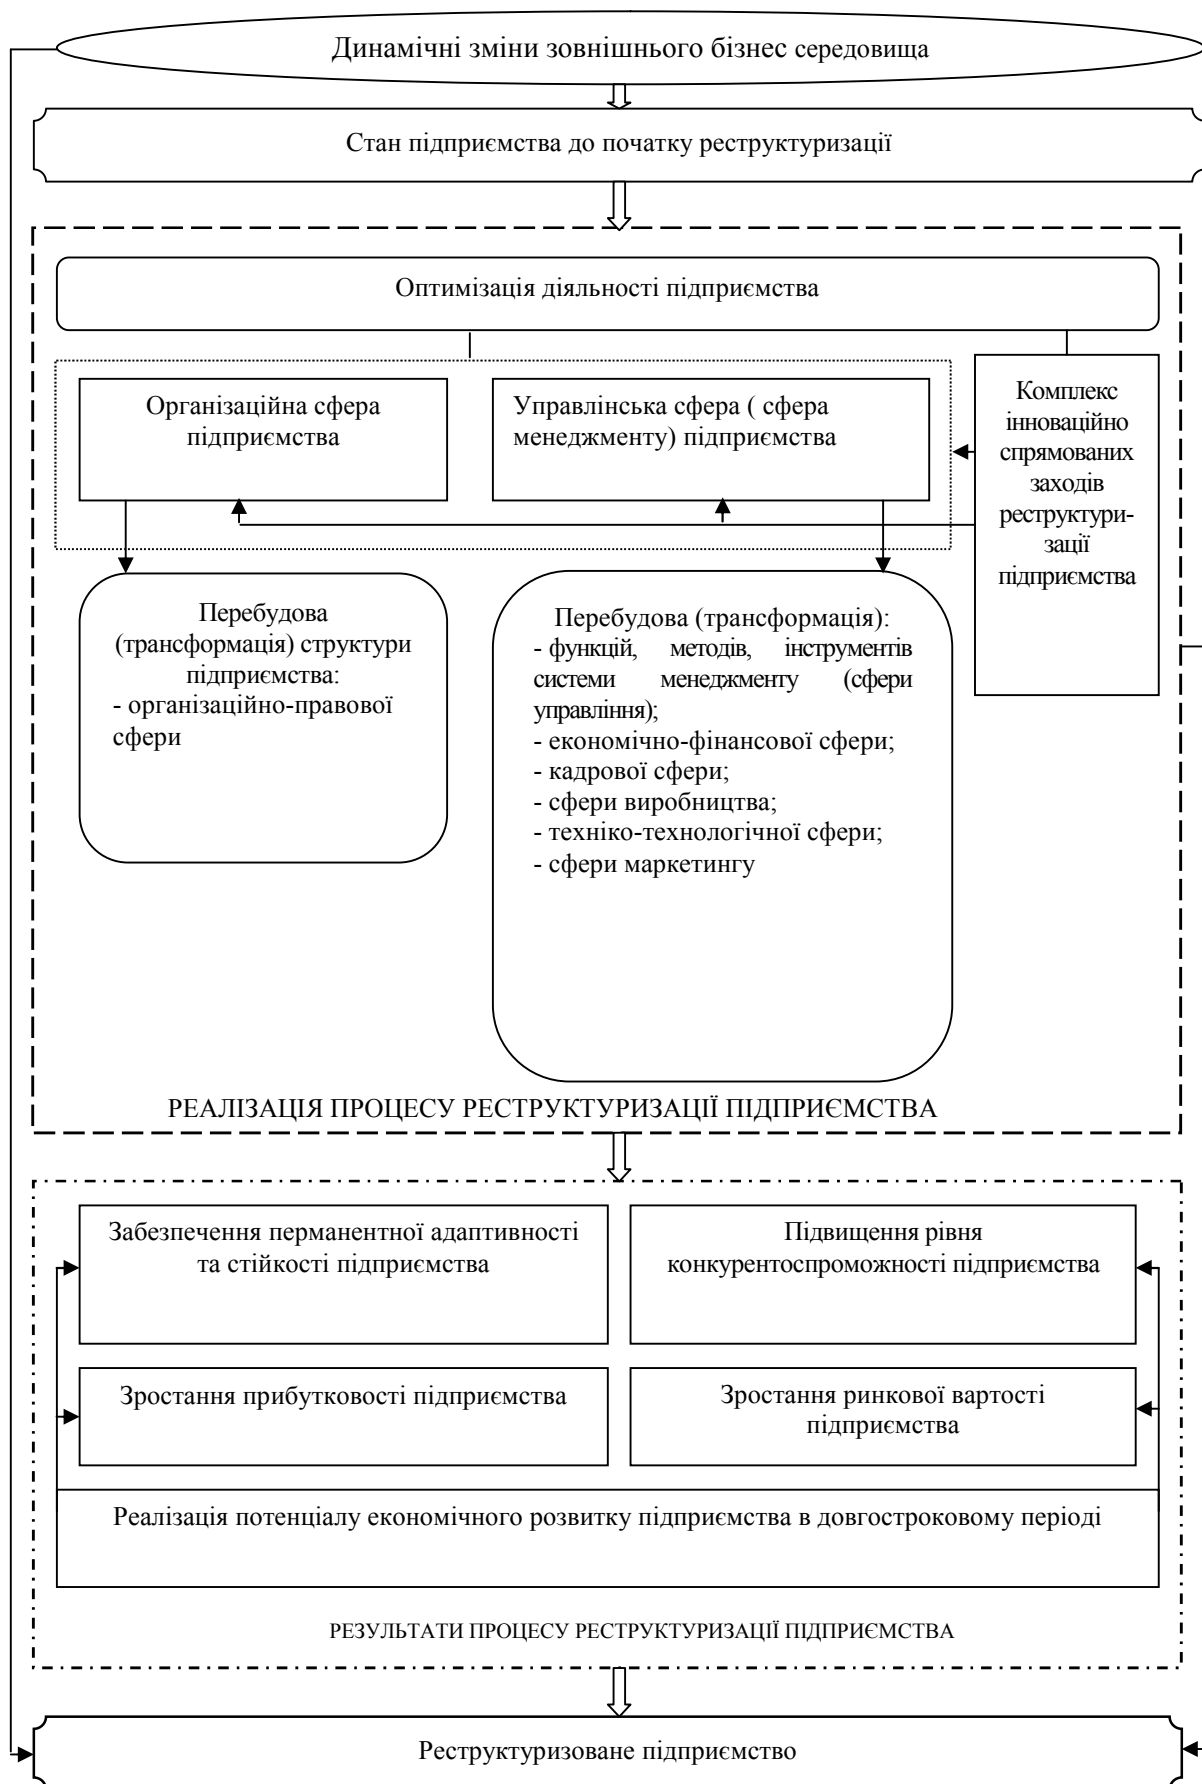 Динамічні зміни зовнішнього бізнес середовища
Стан підприємства до початку реструктуризації
Оптимізація діяльності підприємства
Організаційна сфера
підприємства
Управлінська сфера ( сфера
менеджменту) підприємства
Комплекс
інноваційно
спрямованих
заходів
реструктури-
зації
підприємства
Перебудова
(трансформація) структури
підприємства:
- організаційно-правової
сфери
Перебудова (трансформація):
- функцій, методів, інструментів
системи менеджменту (сфери
управління);
- економічно-фінансової сфери;
- кадрової сфери;
- сфери виробництва;
- техніко-технологічної сфери;
- сфери маркетингу
РЕАЛІЗАЦІЯ ПРОЦЕСУ РЕСТРУКТУРИЗАЦІЇ ПІДПРИЄМСТВА
Забезпечення перманентної адаптивності
та стійкості підприємства
Підвищення рівня
конкурентоспроможності підприємства
Зростання прибутковості підприємства
Зростання ринкової вартості
підприємства
Реалізація потенціалу економічного розвитку підприємства в довгостроковому періоді
РЕЗУЛЬТАТИ ПРОЦЕСУ РЕСТРУКТУРИЗАЦІЇ ПІДПРИЄМСТВА
Реструктуризоване підприємство